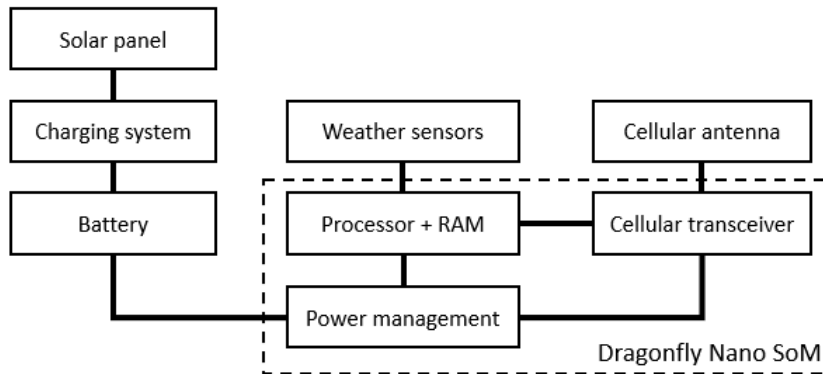 Solar panel
Charging system
Weather sensors
Cellular antenna
Battery
Processor + RAM
Cellular transceiver
Power management
Dragonfly Nano SoM